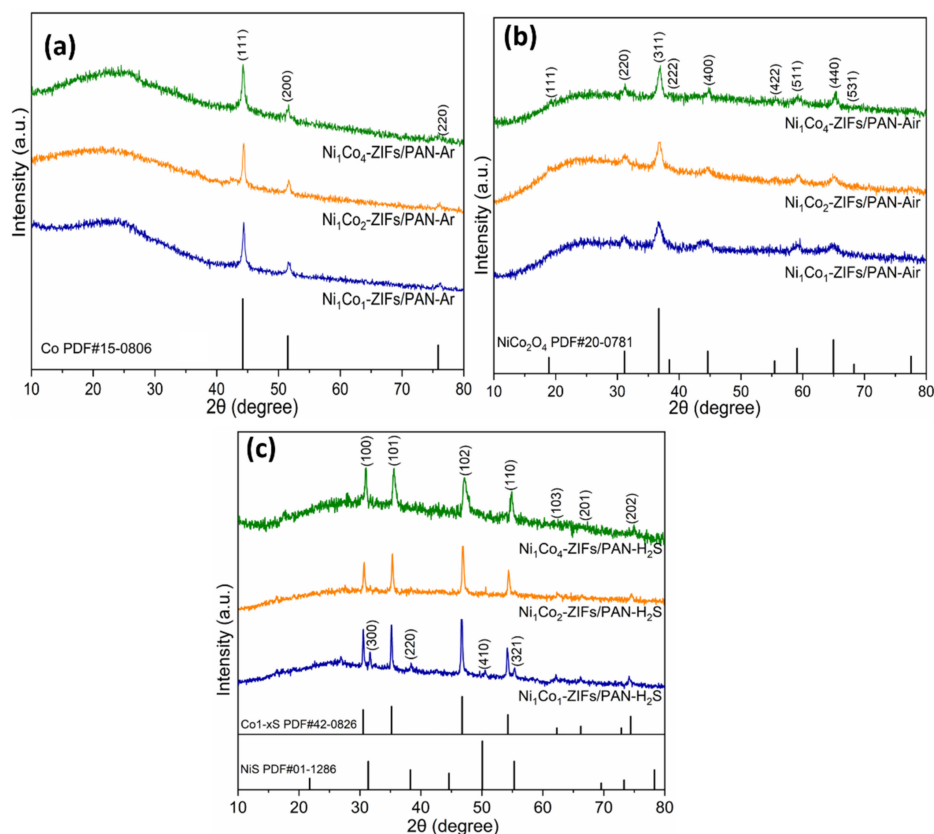 (a)
(111)
(200)
(220)
Ni₁Co₄-ZIFs/PAN-Ar
Ni₁Co₂-ZIFs/PAN-Ar
Ni₁Co₁-ZIFs/PAN-Ar
Co PDF#15-0806
Intensity (a.u.)
10 20 30 40 50 60 70 80
2θ (degree)
(b)
(111)
(220)
(311)
(222)
(400)
(422)
(511)
(440)
(531)
Ni₁Co₄-ZIFs/PAN-Air
Ni₁Co₂-ZIFs/PAN-Air
Ni₁Co₁-ZIFs/PAN-Air
NiCo₂O₄ PDF#20-0781
Intensity (a.u.)
10 20 30 40 50 60 70 80
2θ (degree)
(c)
(100)
(101)
(102)
(110)
(103)
(201)
(202)
Ni₁Co₄-ZIFs/PAN-H₂S
Ni₁Co₂-ZIFs/PAN-H₂S
(300)
(220)
(410)
(321)
Ni₁Co₁-ZIFs/PAN-H₂S
Co1-xS PDF#42-0826
NiS PDF#01-1286
Intensity (a.u.)
10 20 30 40 50 60 70 80
2θ (degree)